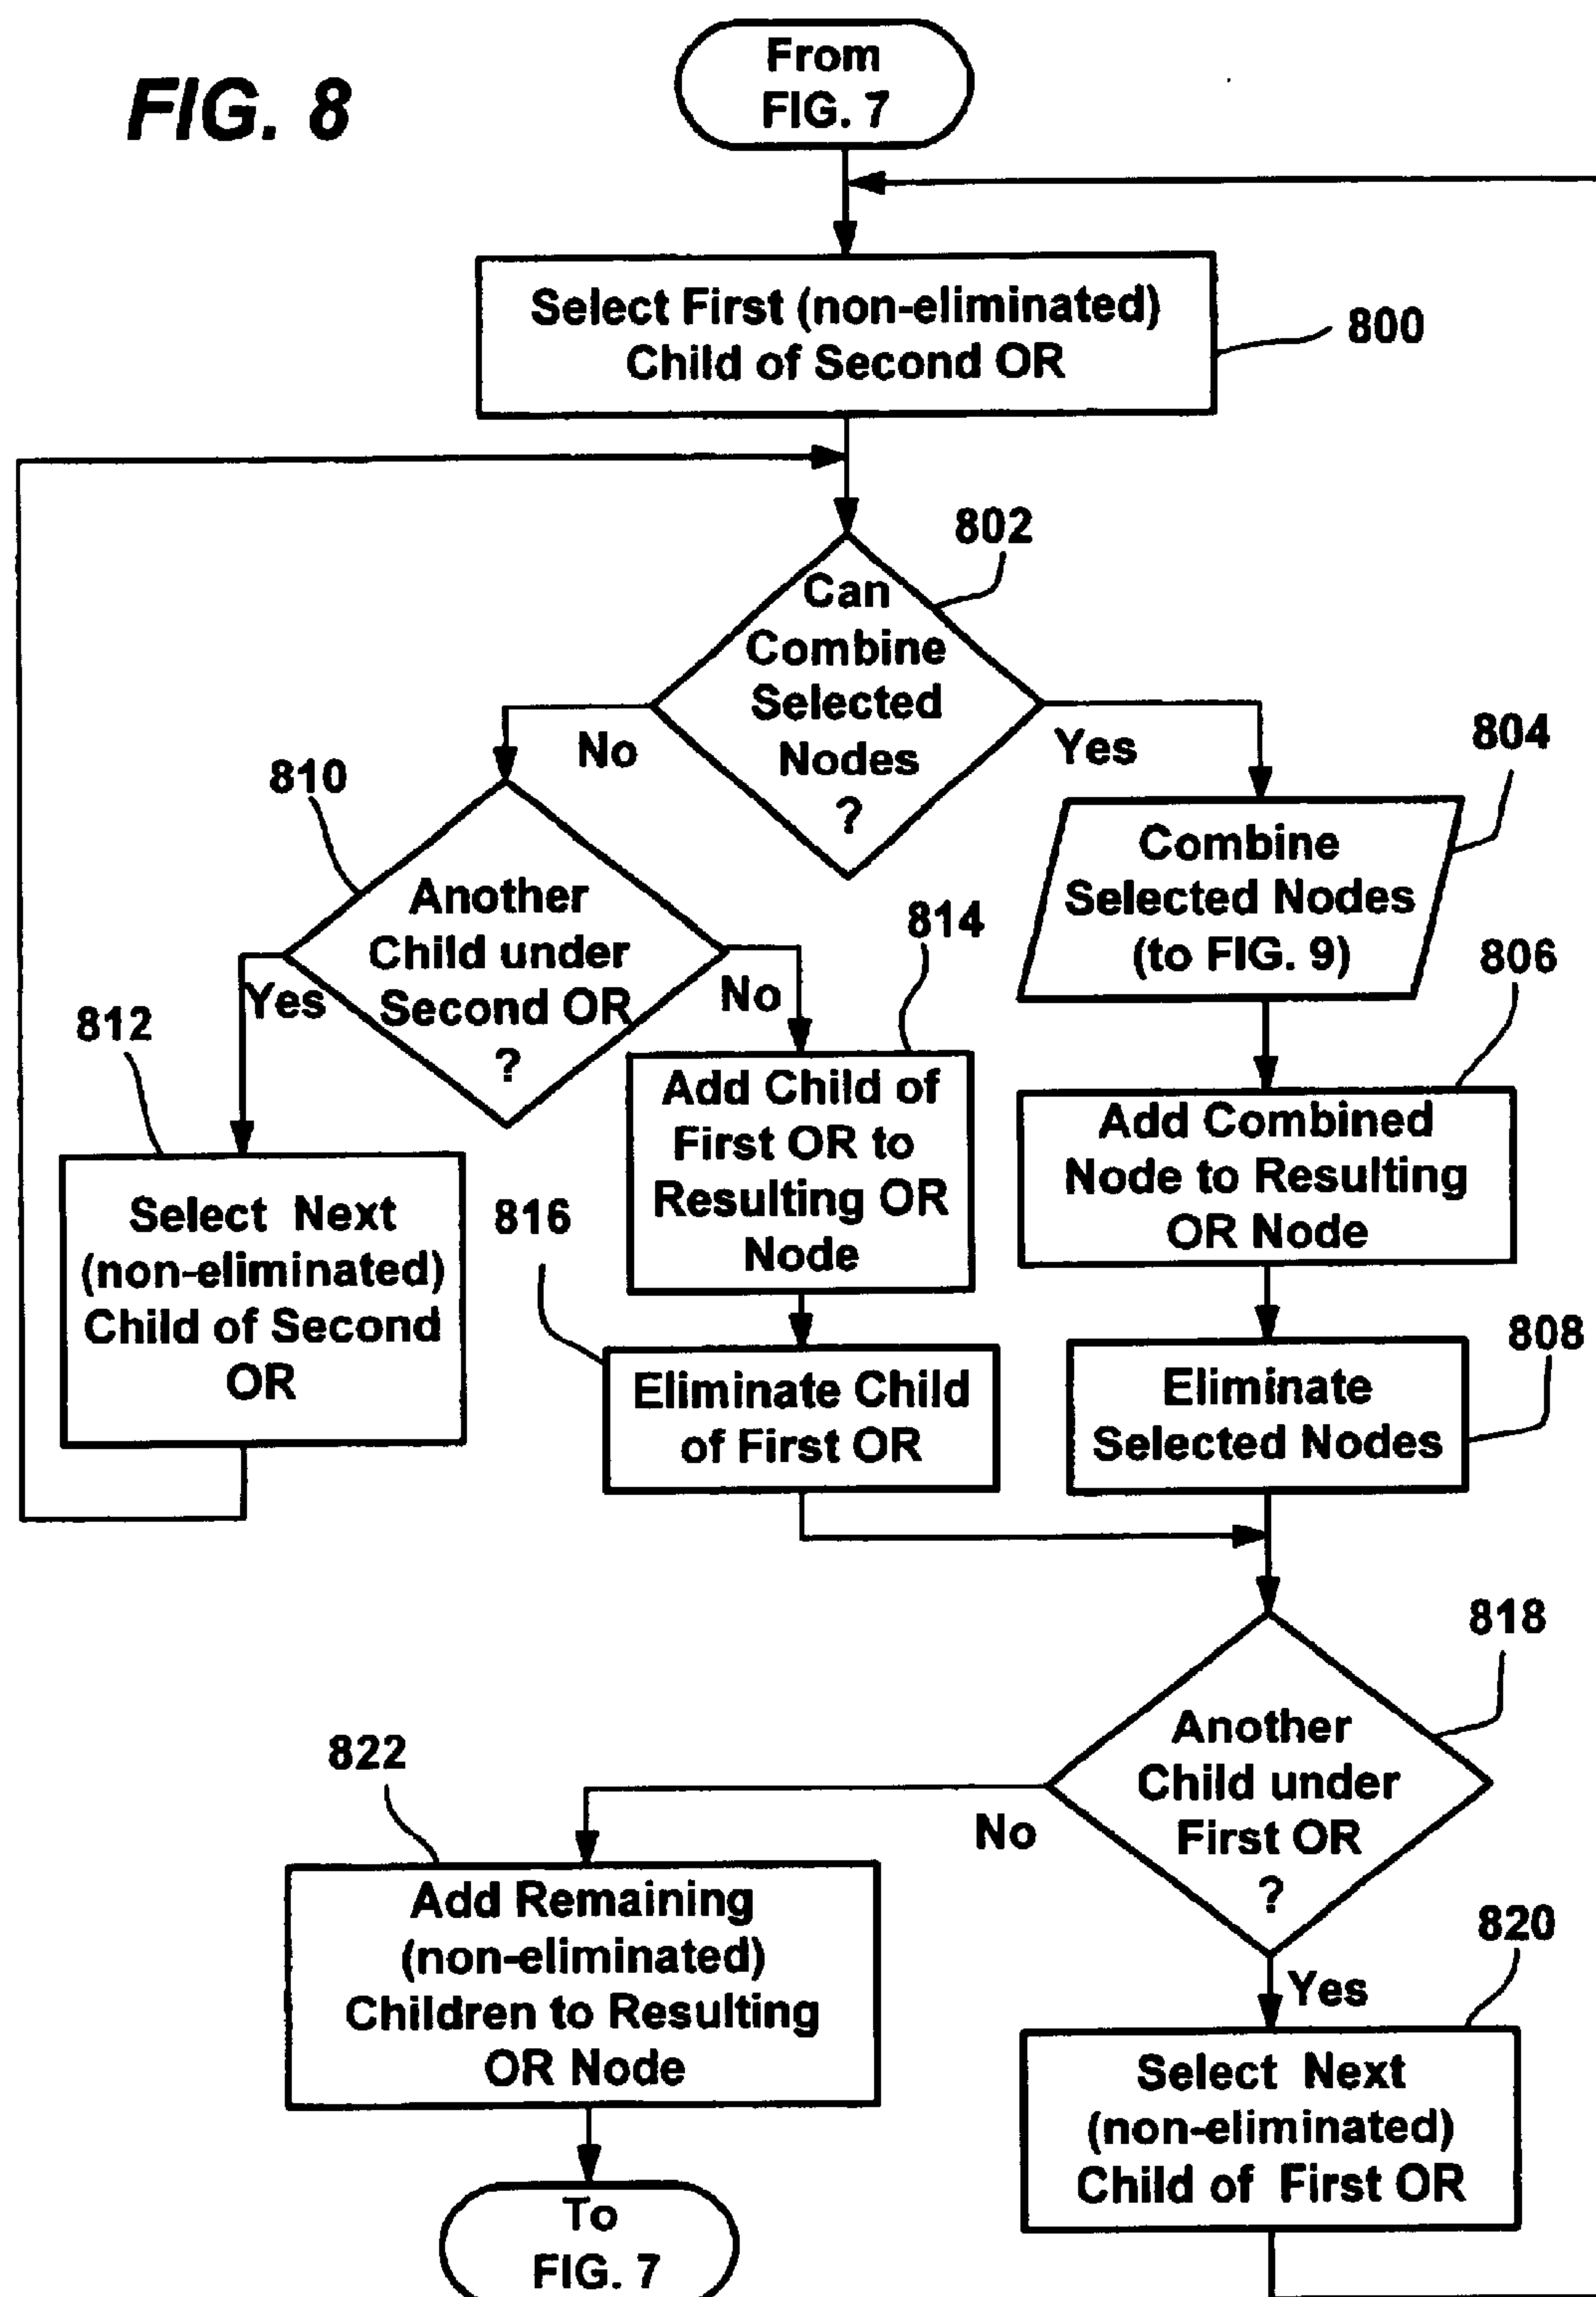 FIG. 8
From
FIG. 7
Select First (non-eliminated)
Child of Second OR
800
802
Can
Combine
Selected
Nodes
?
No
Yes
804
Combine
Selected Nodes
(to FIG. 9)
810
Another
Child under
Second OR
?
Yes
No
814
806
812
Add Child of
First OR to
Resulting OR
Node
Add Combined
Node to Resulting
OR Node
Select Next
(non-eliminated)
Child of Second
OR
816
Eliminate Child
of First OR
808
Eliminate
Selected Nodes
818
Another
Child under
First OR
?
No
Yes
822
Add Remaining
(non-eliminated)
Children to Resulting
OR Node
820
Select Next
(non-eliminated)
Child of First OR
To
FIG. 7